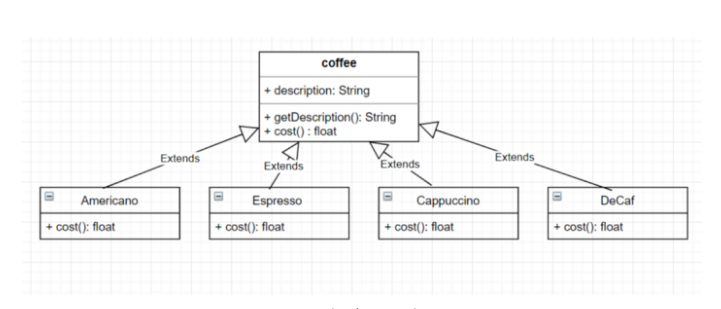 coffee
+ description: String
+ getDescription(): String
+ cost() : float
Extends
Extends
Extends
Extends
Americano
+ cost(): float
Espresso
+ cost(): float
Cappuccino
+ cost(): float
DeCaf
+ cost(): float